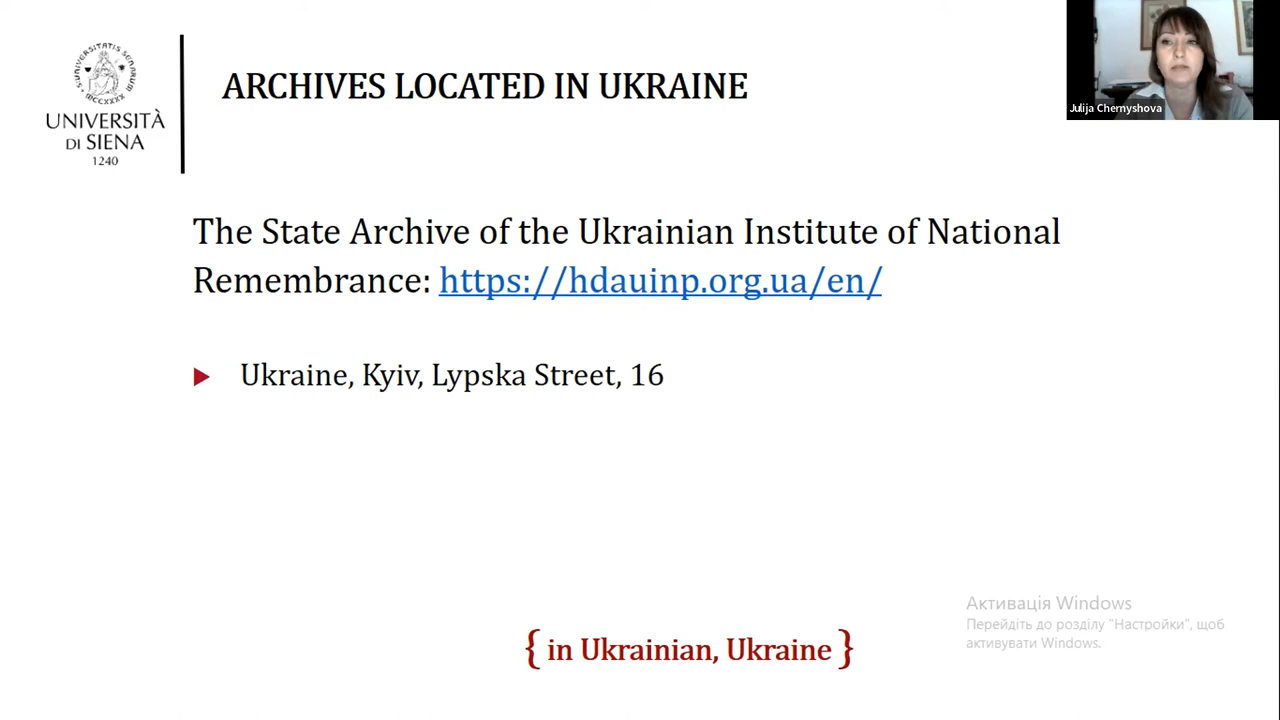 ARCHIVES LOCATED IN UKRAINE
Julija Chernyshova
UNIVERSITÀ
DI SIENA
1240
The State Archive of the Ukrainian Institute of National
Remembrance: https://hdauinp.org.ua/en/
Ukraine, Kyiv, Lypska Street, 16
Активація Windows
Перейдіть до розділу "Настройки", щоб
активувати Windows.
{ in Ukrainian, Ukraine }